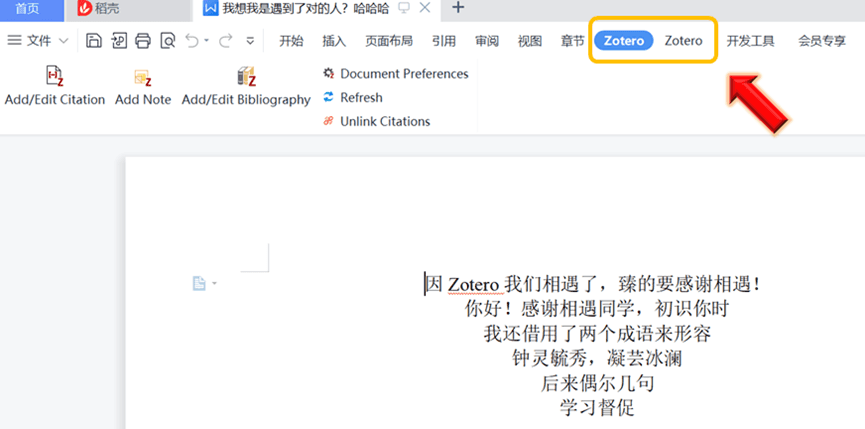 首页
稻壳
我想我是遇到了对的人？哈哈哈
文件
开始 插入 页面布局 引用 审阅 视图 章节 Zotero Zotero 开发工具 会员专享
Add/Edit Citation
Add Note
Add/Edit Bibliography
Document Preferences
Refresh
Unlink Citations
因 Zotero 我们相遇了，臻的要感谢相遇！
你好！感谢相遇同学，初识你时
我还借用了两个成语来形容
钟灵毓秀，凝芸冰澜
后来偶尔几句
学习督促